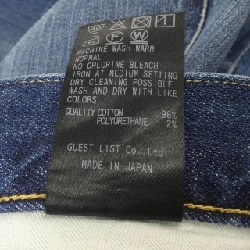 MACHINE WASH WARM
NORMAL
NO CHLORINE BLEACH
IRON AT MEDIUM SETTING
DRY CLEANING POSSIBLE
WASH AND DRY WITH LIKE
COLORS
QUALITY COTTON 98%
POLYURETHANE 2%
GUEST LIST Co., Ltd.
MADE IN JAPAN